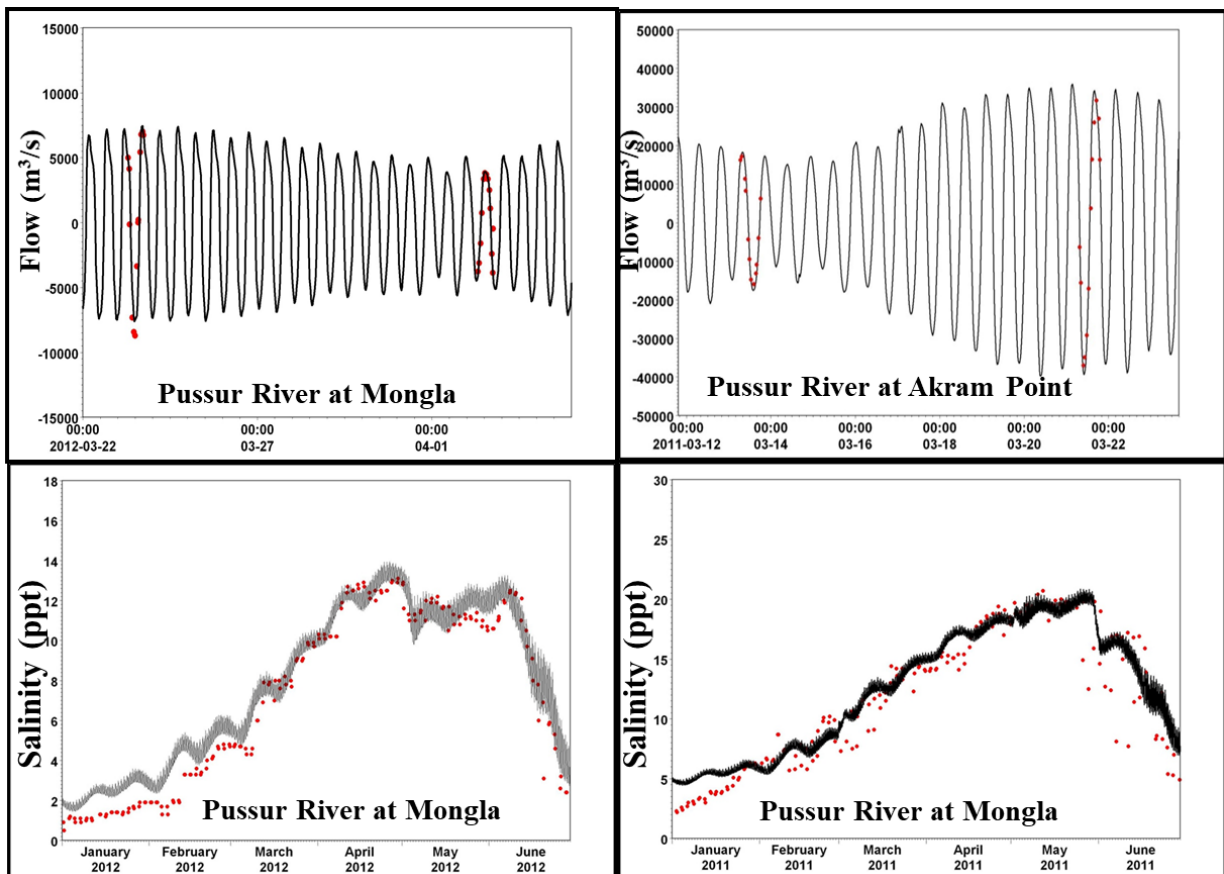 15000
10000
5000
0
-5000
-10000
-15000
Flow (m³/s)
Pussur River at Mongla
00:00 00:00 00:00
2012-03-22 03-27 04-01
50000
40000
30000
20000
10000
0
-10000
-20000
-30000
-40000
-50000
Flow (m³/s)
Pussur River at Akram Point
00:00 00:00 00:00 00:00 00:00 00:00
2011-03-12 03-14 03-16 03-18 03-20 03-22
18
16
14
12
10
8
6
4
2
0
Salinity (ppt)
Pussur River at Mongla
January February March April May June
2012 2012 2012 2012 2012 2012
30
25
20
15
10
5
0
Salinity (ppt)
Pussur River at Mongla
January February March April May June
2011 2011 2011 2011 2011 2011